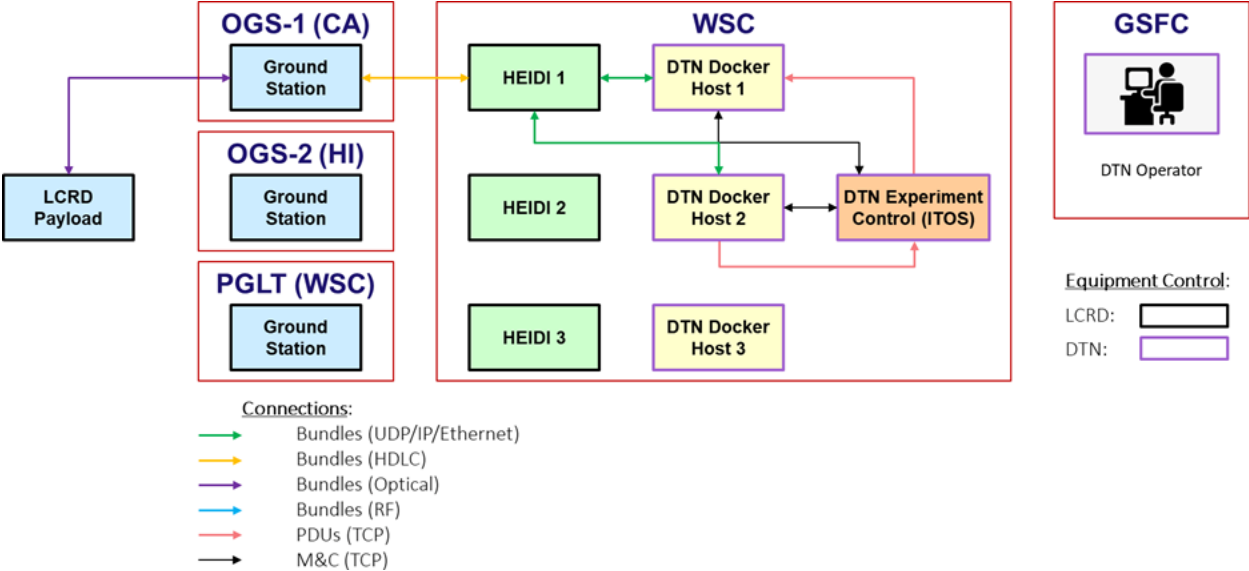 OGS-1 (CA)
Ground
Station
OGS-2 (HI)
Ground
Station
PGLT (WSC)
Ground
Station
LCRD
Payload
WSC
HEIDI 1
DTN Docker
Host 1
HEIDI 2
DTN Docker
Host 2
DTN Experiment
Control (ITOS)
HEIDI 3
DTN Docker
Host 3
GSFC
DTN Operator
Equipment Control:
LCRD:
DTN:
Connections:
Bundles (UDP/IP/Ethernet)
Bundles (HDLC)
Bundles (Optical)
Bundles (RF)
PDUs (TCP)
M&C (TCP)